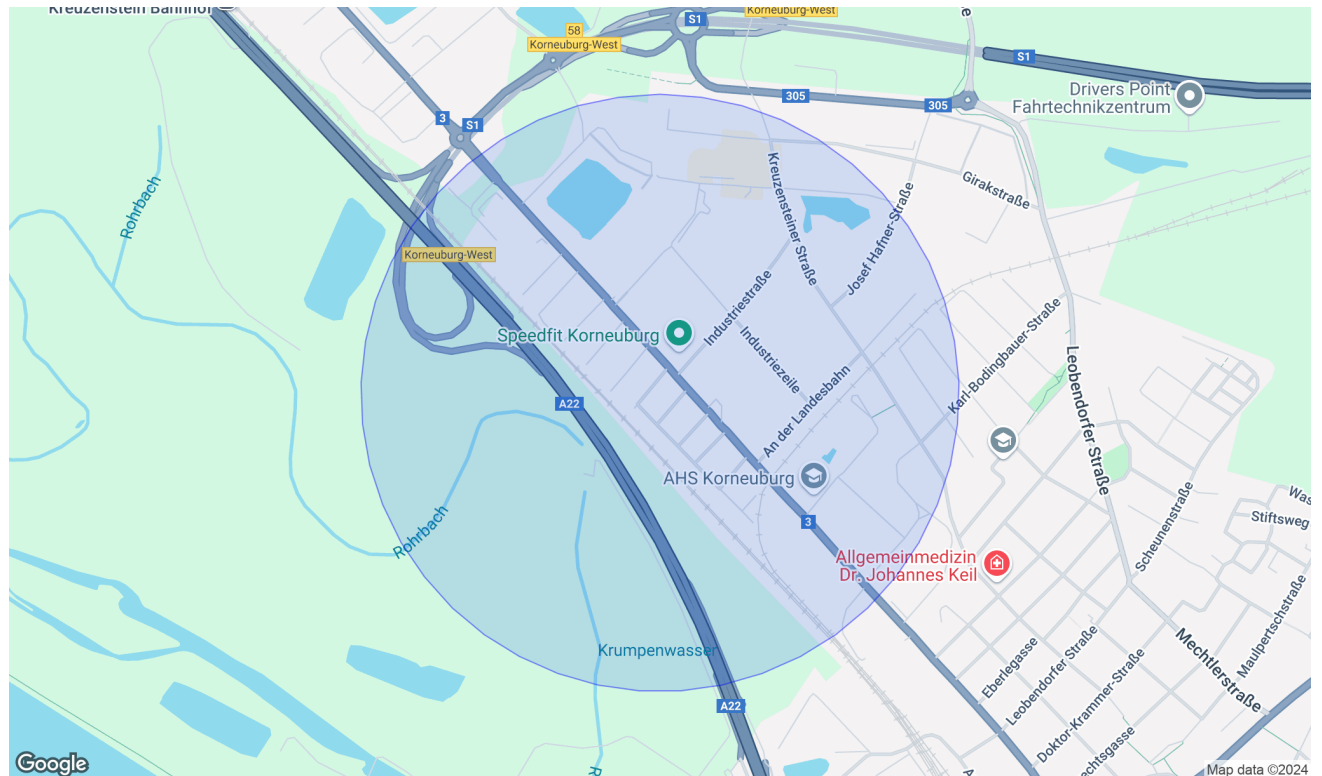 Kreuzenstein Bahnhof
S1
Korneuburg-West
58
Korneuburg-West
S1
Drivers Point
Fahrtechnikzentrum
305
305
3
S1
Rohrbach
Kreuzensteiner Straße
Girakstraße
Josef Hafner-Straße
Korneuburg-West
Speedfit Korneuburg
Industriestraße
Industriezeile
Karl-Bodingbauer-Straße
Leobendorfer Straße
A22
An der Landesbahn
AHS Korneuburg
3
Rohrbach
Scheunenstraße
Stiftsweg
Allgemeinmedizin
Dr. Johannes Keil
Krumpenwasser
Eberlegasse
Leobendorfer Straße
Doktor-Krammer-Straße
Mechtlerstraße
Maulpertschstraße
A22
Google
Map data ©2024